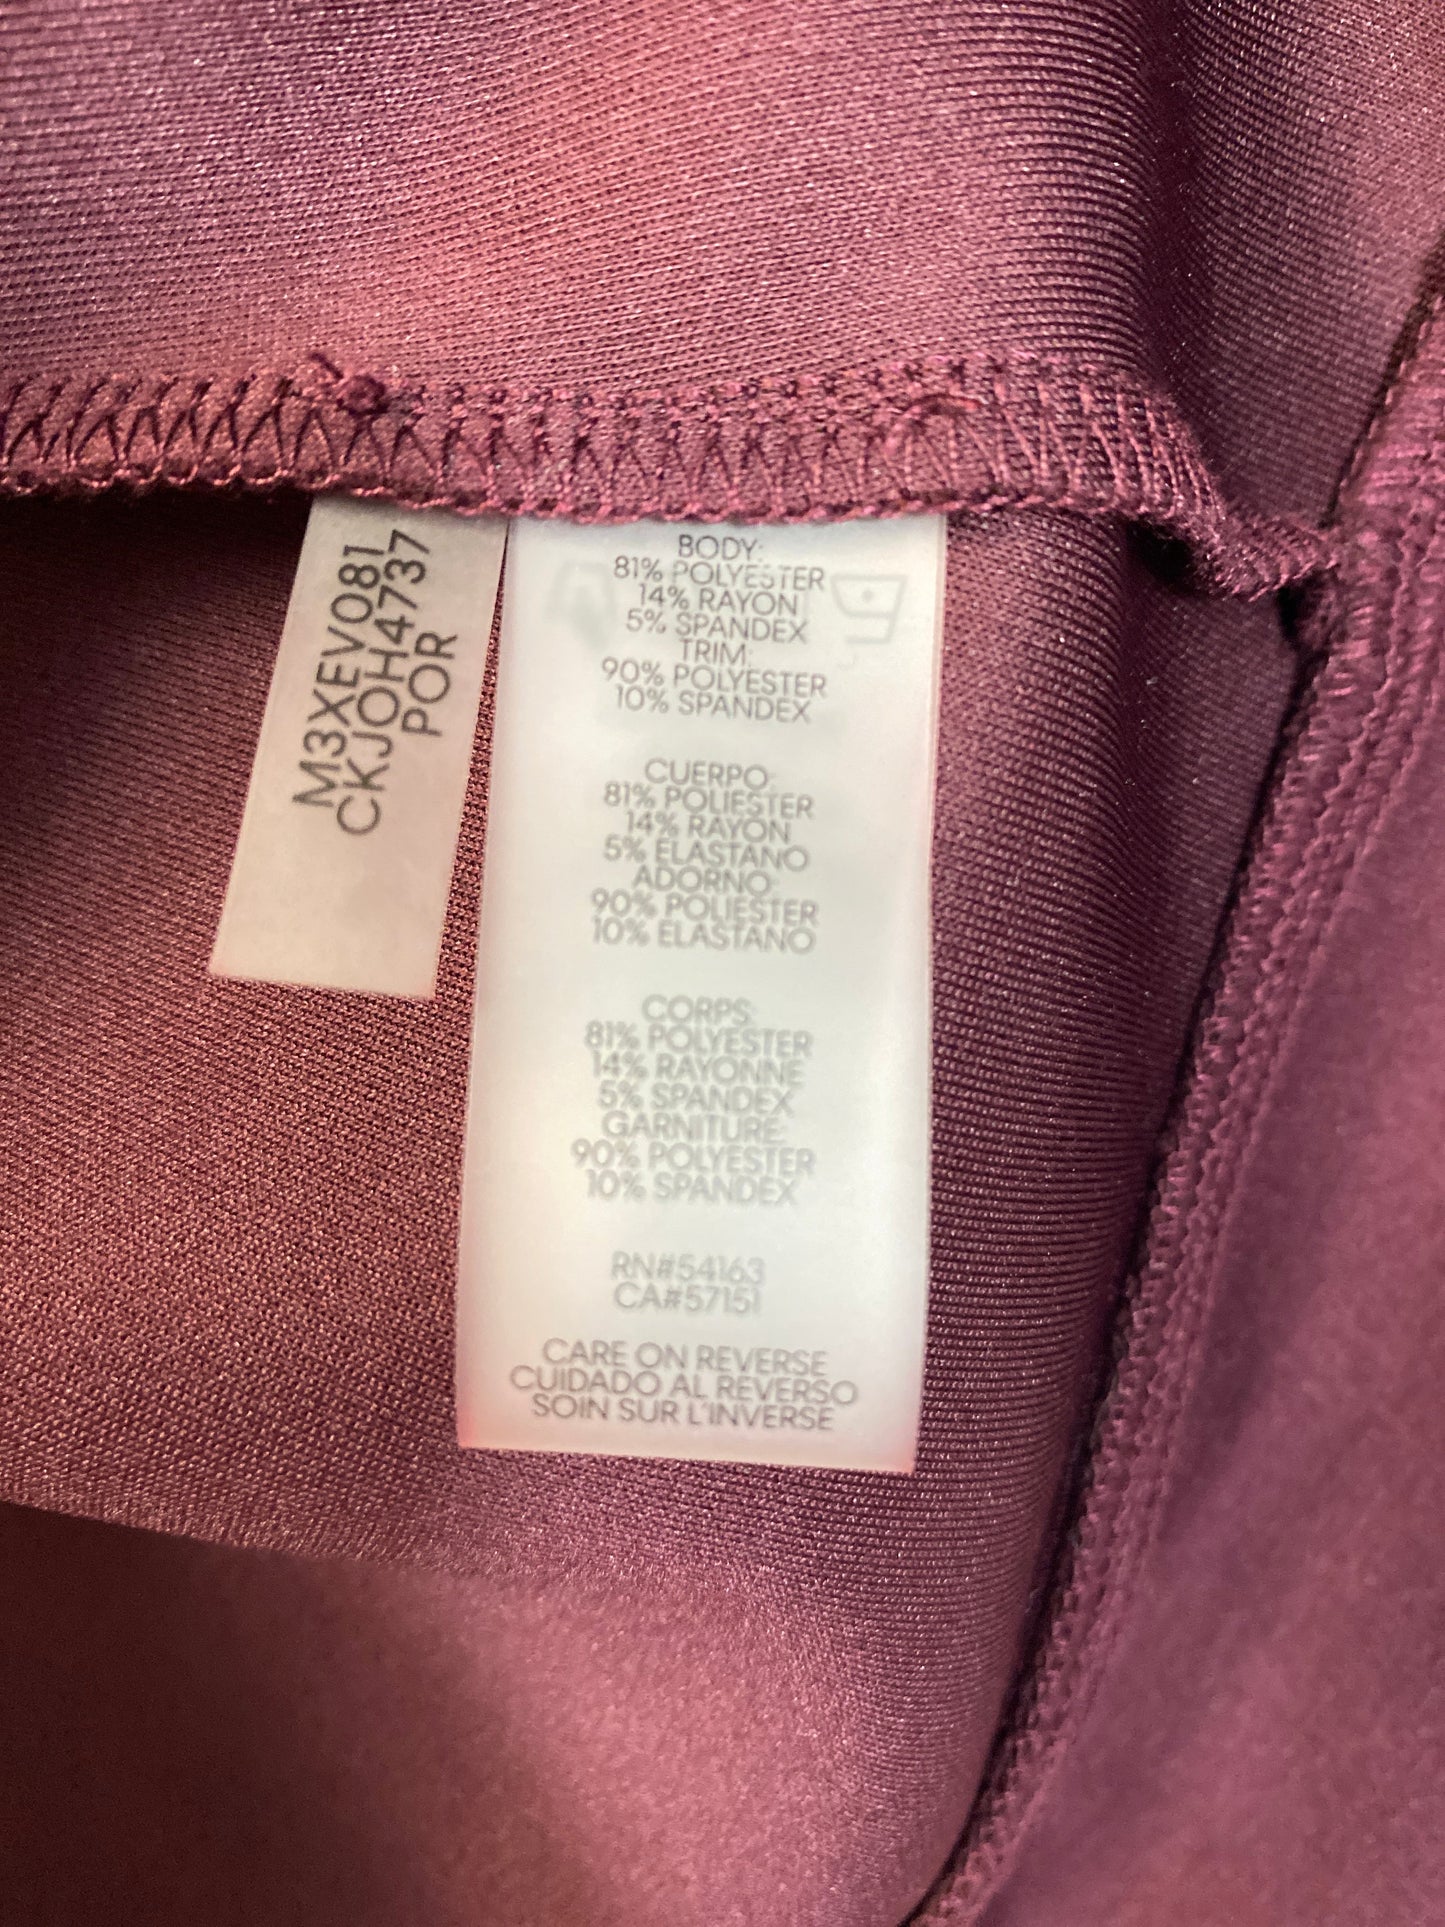 M3XEV081
CKJOH4737
POR
BODY:
81% POLYESTER
14% RAYON
5% SPANDEX
TRIM:
90% POLYESTER
10% SPANDEX
CUERPO:
81% POLIESTER
14% RAYON
5% ELASTANO
ADORNO:
90% POLIESTER
10% ELASTANO
CORPS:
81% POLYESTER
14% RAYONNE
5% SPANDEX
GARNITURE:
90% POLYESTER
10% SPANDEX
RN#54163
CA#57151
CARE ON REVERSE
CUIDADO AL REVERSO
SOIN SUR L'INVERSE